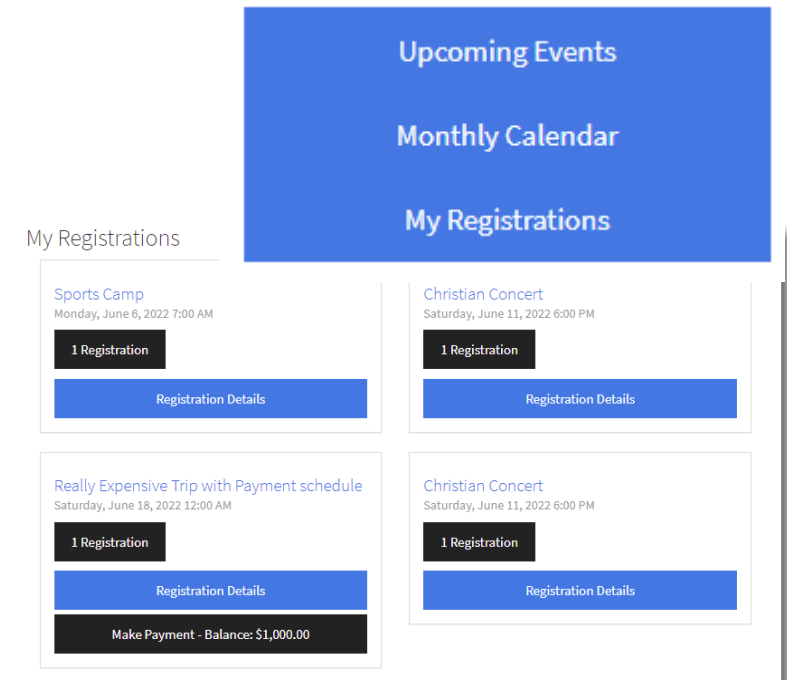 Upcoming Events
Monthly Calendar
My Registrations
My Registrations
Sports Camp
Monday, June 6, 2022 7:00 AM
1 Registration
Registration Details
Christian Concert
Saturday, June 11, 2022 6:00 PM
1 Registration
Registration Details
Really Expensive Trip with Payment schedule
Saturday, June 18, 2022 12:00 AM
1 Registration
Registration Details
Make Payment - Balance: $1,000.00
Christian Concert
Saturday, June 11, 2022 6:00 PM
1 Registration
Registration Details